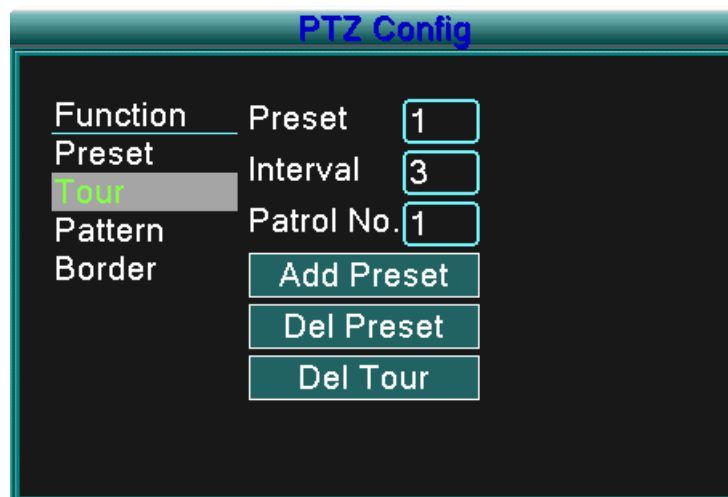 PTZ Config
Function
Preset
Tour
Pattern
Border
Preset 1
Interval 3
Patrol No. 1
Add Preset
Del Preset
Del Tour